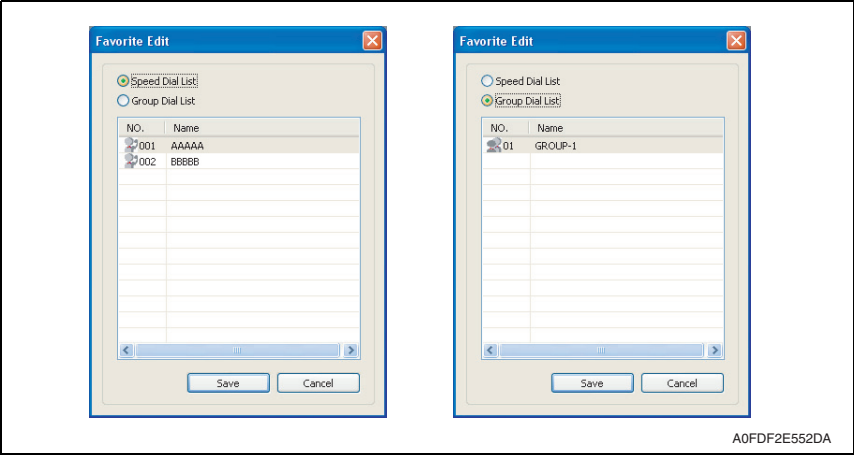 Favorite Edit
Speed Dial List
Group Dial List
NO. Name
001 AAAAA
002 BBBBB
Save Cancel
Favorite Edit
Speed Dial List
Group Dial List
NO. Name
01 GROUP-1
Save Cancel
A0FDF2E552DA